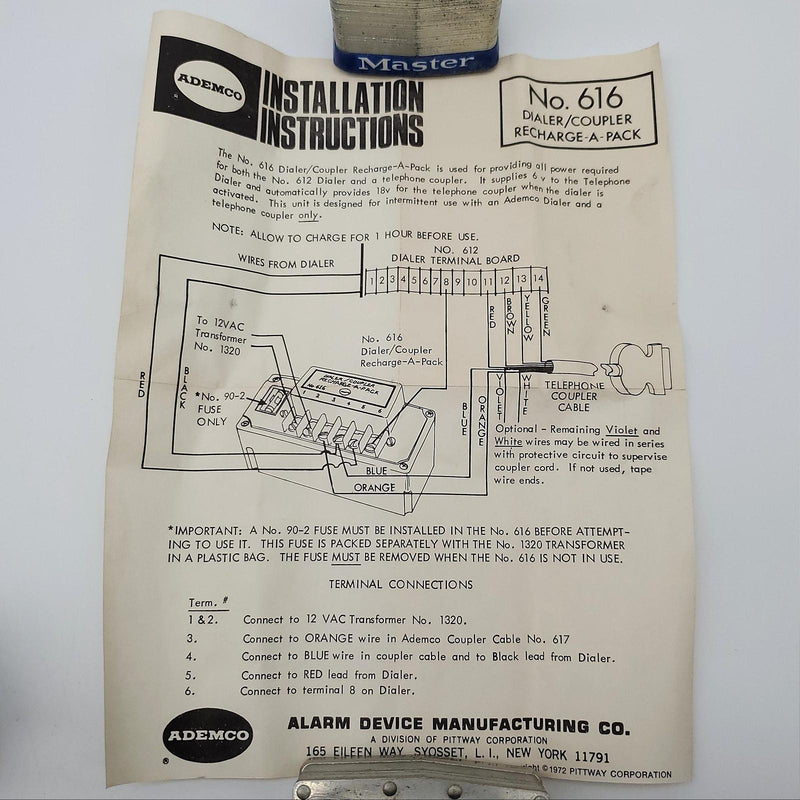 Master
ADEMCO
®
INSTALLATION
INSTRUCTIONS
No. 616
DIALER/COUPLER
RECHARGE-A-PACK
The No. 616 Dialer/Coupler Recharge-A-Pack is used for providing all power required
for both the No. 612 Dialer and a telephone coupler. It supplies 6 v to the Telephone
Dialer and automatically provides 18v for the telephone coupler when the dialer is
activated. This unit is designed for intermittent use with an Ademco Dialer and a
telephone coupler only.
NOTE: ALLOW TO CHARGE FOR 1 HOUR BEFORE USE.
WIRES FROM DIALER
NO. 612
DIALER TERMINAL BOARD
1 2 3 4 5 6 7 8 9 10 11 12 13 14
RED
BROWN
YELLOW
GREEN
To 12VAC
Transformer
No. 1320
No. 616
Dialer/Coupler
Recharge-A-Pack
RED
BLACK
*No. 90-2
FUSE
ONLY
DIALER / COUPLER
RECHARGE-A-PACK
No 616
1 2 3 4 5 6
BLUE
ORANGE
VIOLET
WHITE
TELEPHONE
COUPLER
CABLE
BLUE
ORANGE
Optional - Remaining Violet and
White wires may be wired in series
with protective circuit to supervise
coupler cord. If not used, tape
wire ends.
*IMPORTANT: A No. 90-2 FUSE MUST BE INSTALLED IN THE No. 616 BEFORE ATTEMPT-
ING TO USE IT. THIS FUSE IS PACKED SEPARATELY WITH THE No. 1320 TRANSFORMER
IN A PLASTIC BAG. THE FUSE MUST BE REMOVED WHEN THE No. 616 IS NOT IN USE.
TERMINAL CONNECTIONS
Term. #
1 & 2. Connect to 12 VAC Transformer No. 1320.
3. Connect to ORANGE wire in Ademco Coupler Cable No. 617
4. Connect to BLUE wire in coupler cable and to Black lead from Dialer.
5. Connect to RED lead from Dialer.
6. Connect to terminal 8 on Dialer.
ADEMCO
®
ALARM DEVICE MANUFACTURING CO.
A DIVISION OF PITTWAY CORPORATION
165 EILEEN WAY, SYOSSET, L. I., NEW YORK 11791
© 1972 PITTWAY CORPORATION